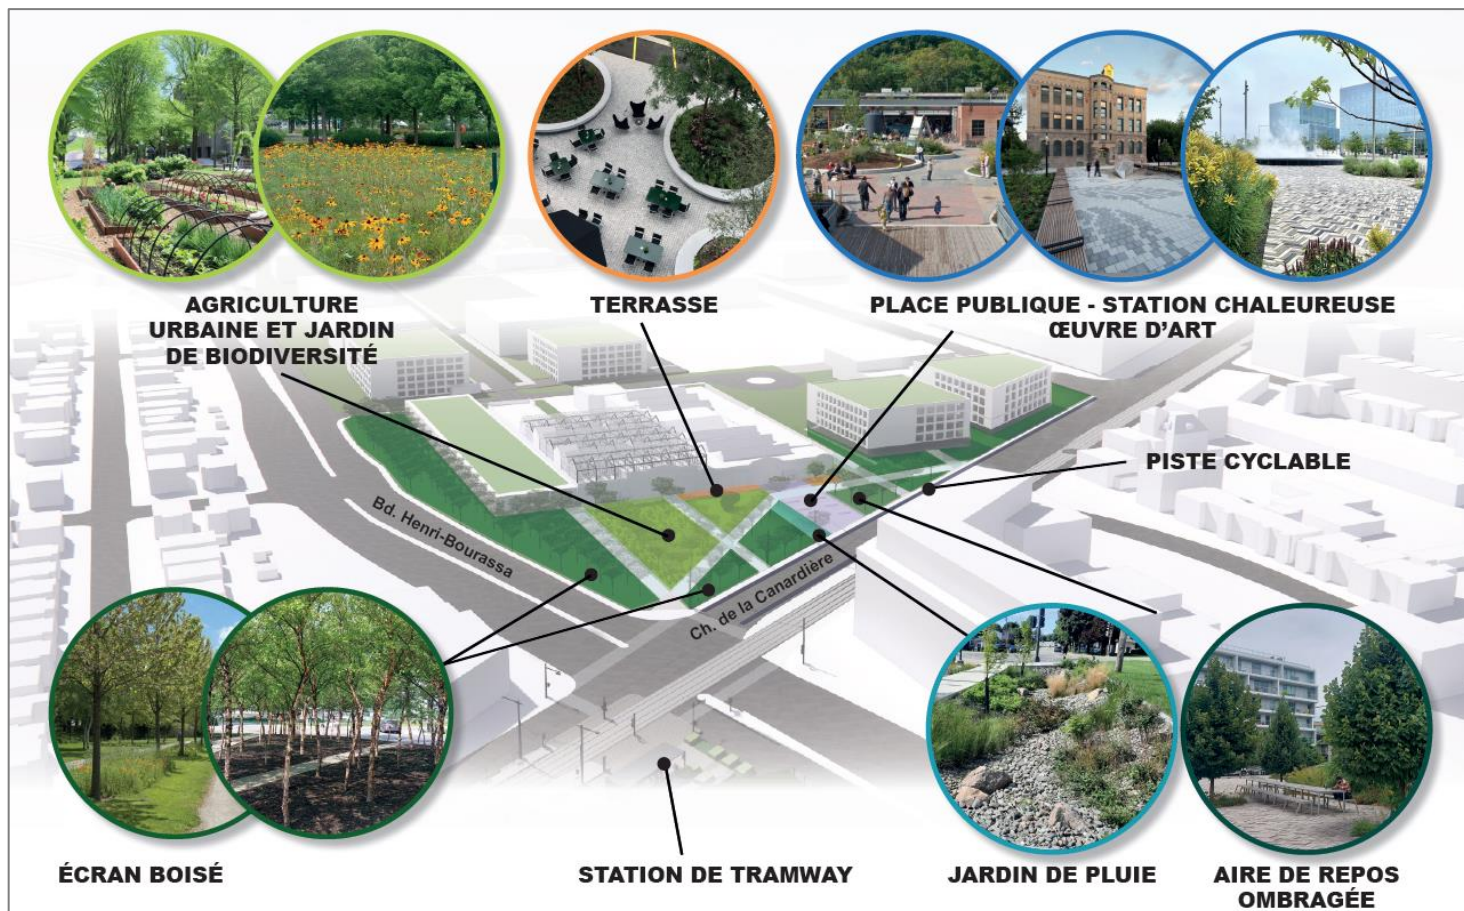 AGRICULTURE
URBAINE ET JARDIN
DE BIODIVERSITÉ
TERRASSE
PLACE PUBLIQUE - STATION CHALEUREUSE
ŒUVRE D’ART
PISTE CYCLABLE
Bd. Henri-Bourassa
Ch. de la Canardière
ÉCRAN BOISÉ
STATION DE TRAMWAY
JARDIN DE PLUIE
AIRE DE REPOS
OMBRAGÉE